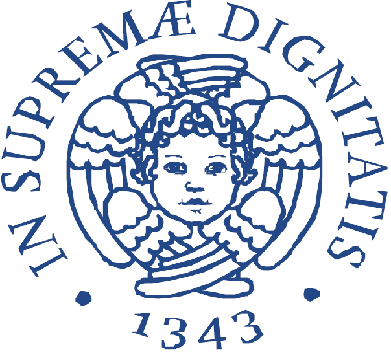 IN SUPREMÆ DIGNITATIS
1343